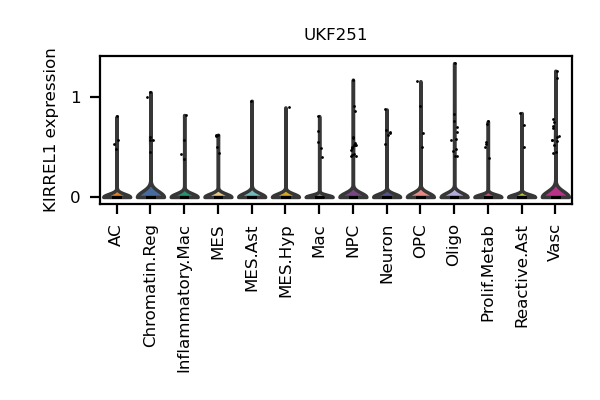 UKF251
KIRREL1 expression
1
0
AC
Chromatin.Reg
Inflammatory.Mac
MES
MES.Ast
MES.Hyp
Mac
NPC
Neuron
OPC
Oligo
Prolif.Metab
Reactive.Ast
Vasc